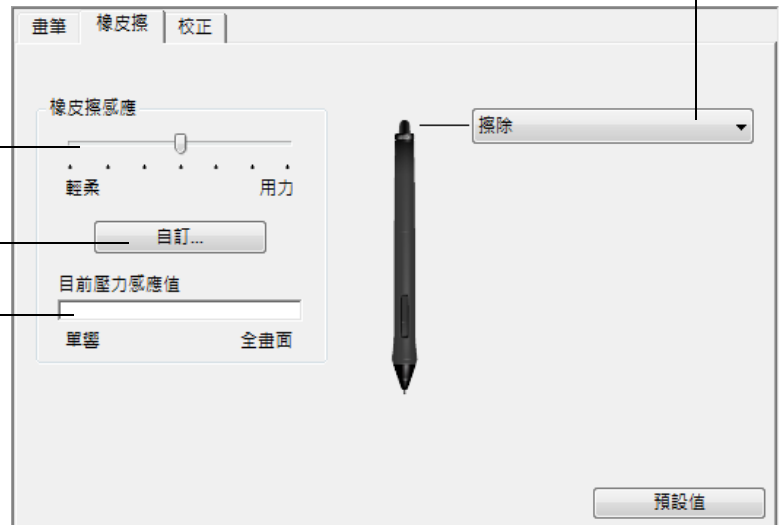 畫筆 橡皮擦 校正
橡皮擦感應
擦除
輕柔 用力
自訂...
目前壓力感應值
單響 全畫面
預設值